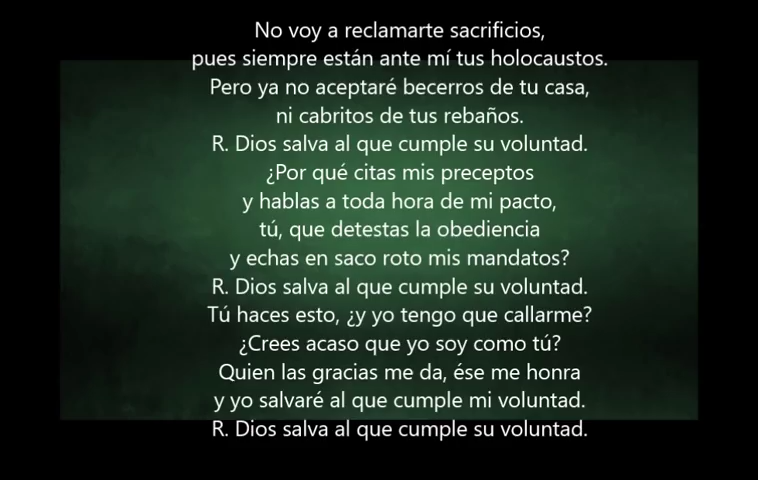 No voy a reclamarte sacrificios,
pues siempre están ante mí tus holocaustos.
Pero ya no aceptaré becerros de tu casa,
ni cabritos de tus rebaños.
R. Dios salva al que cumple su voluntad.
¿Por qué citas mis preceptos
y hablas a toda hora de mi pacto,
tú, que detestas la obediencia
y echas en saco roto mis mandatos?
R. Dios salva al que cumple su voluntad.
Tú haces esto, ¿y yo tengo que callarme?
¿Crees acaso que yo soy como tú?
Quien las gracias me da, ése me honra
y yo salvaré al que cumple mi voluntad.
R. Dios salva al que cumple su voluntad.